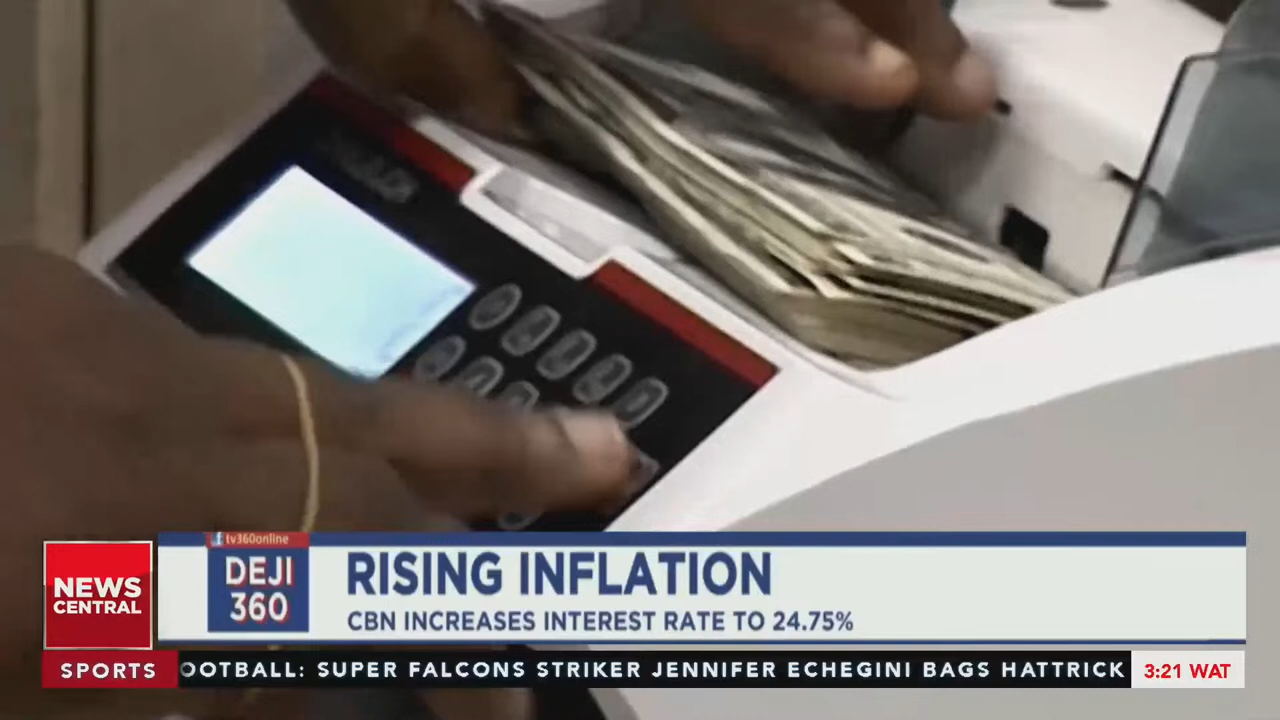 f tv360online
DEJI
360
RISING INFLATION
CBN INCREASES INTEREST RATE TO 24.75%
NEWS
CENTRAL
SPORTS
OOTBALL: SUPER FALCONS STRIKER JENNIFER ECHEGINI BAGS HATTRICK
3:21 WAT